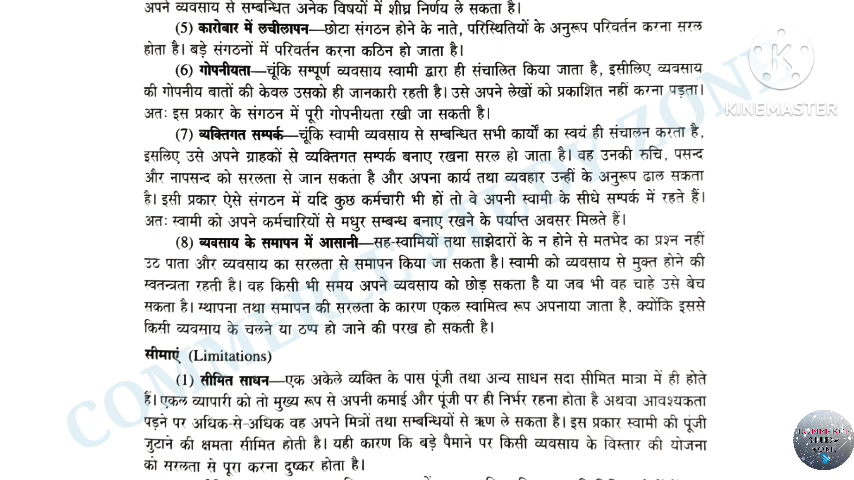 अपने व्यवसाय से सम्बन्धित अनेक विषयों में शीघ्र निर्णय ले सकता है।
(5) कारोबार में लचीलापन—छोटा संगठन होने के नाते, परिस्थितियों के अनुरूप परिवर्तन करना सरल
होता है। बड़े संगठनों में परिवर्तन करना कठिन हो जाता है।
(6) गोपनीयता—चूंकि सम्पूर्ण व्यवसाय स्वामी द्वारा ही संचालित किया जाता है, इसीलिए व्यवसाय
की गोपनीय बातों की केवल उसको ही जानकारी रहती है। उसे अपने लेखों को प्रकाशित नहीं करना पड़ता।
अतः इस प्रकार के संगठन में पूरी गोपनीयता रखी जा सकती है।
KINEMASTER
(7) व्यक्तिगत सम्पर्क—चूंकि स्वामी व्यवसाय से सम्बन्धित सभी कार्यों का स्वयं ही संचालन करता है,
इसलिए उसे अपने ग्राहकों से व्यक्तिगत सम्पर्क बनाए रखना सरल हो जाता है। वह उनकी रुचि, पसन्द
और नापसन्द को सरलता से जान सकता है और अपना कार्य तथा व्यवहार उन्हीं के अनुरूप ढाल सकता
है। इसी प्रकार ऐसे संगठन में यदि कुछ कर्मचारी भी हों तो वे अपनी स्वामी के सीधे सम्पर्क में रहते हैं।
अतः स्वामी को अपने कर्मचारियों से मधुर सम्बन्ध बनाए रखने के पर्याप्त अवसर मिलते हैं।
(8) व्यवसाय के समापन में आसानी—सह-स्वामियों तथा साझेदारों के न होने से मतभेद का प्रश्न नहीं
उठ पाता और व्यवसाय का सरलता से समापन किया जा सकता है। स्वामी को व्यवसाय से मुक्त होने की
स्वतन्त्रता रहती है। वह किसी भी समय अपने व्यवसाय को छोड़ सकता है या जब भी वह चाहे उसे बेच
सकता है। स्थापना तथा समापन की सरलता के कारण एकल स्वामित्व रूप अपनाया जाता है, क्योंकि इससे
किसी व्यवसाय के चलने या ठप्प हो जाने की परख हो सकती है।
सीमाएं (Limitations)
(1) सीमित साधन—एक अकेले व्यक्ति के पास पूंजी तथा अन्य साधन सदा सीमित मात्रा में ही होते
हैं। एकल व्यापारी को तो मुख्य रूप से अपनी कमाई और पूंजी पर ही निर्भर रहना होता है अथवा आवश्यकता
पड़ने पर अधिक-से-अधिक वह अपने मित्रों तथा सम्बन्धियों से ऋण ले सकता है। इस प्रकार स्वामी की पूंजी
जुटाने की क्षमता सीमित होती है। यही कारण कि बड़े पैमाने पर किसी व्यवसाय के विस्तार की योजना
को सरलता से पूरा करना दुष्कर होता है।
COMMERCE STUDY ZONE
COMMERCE
STUDY
ZONE